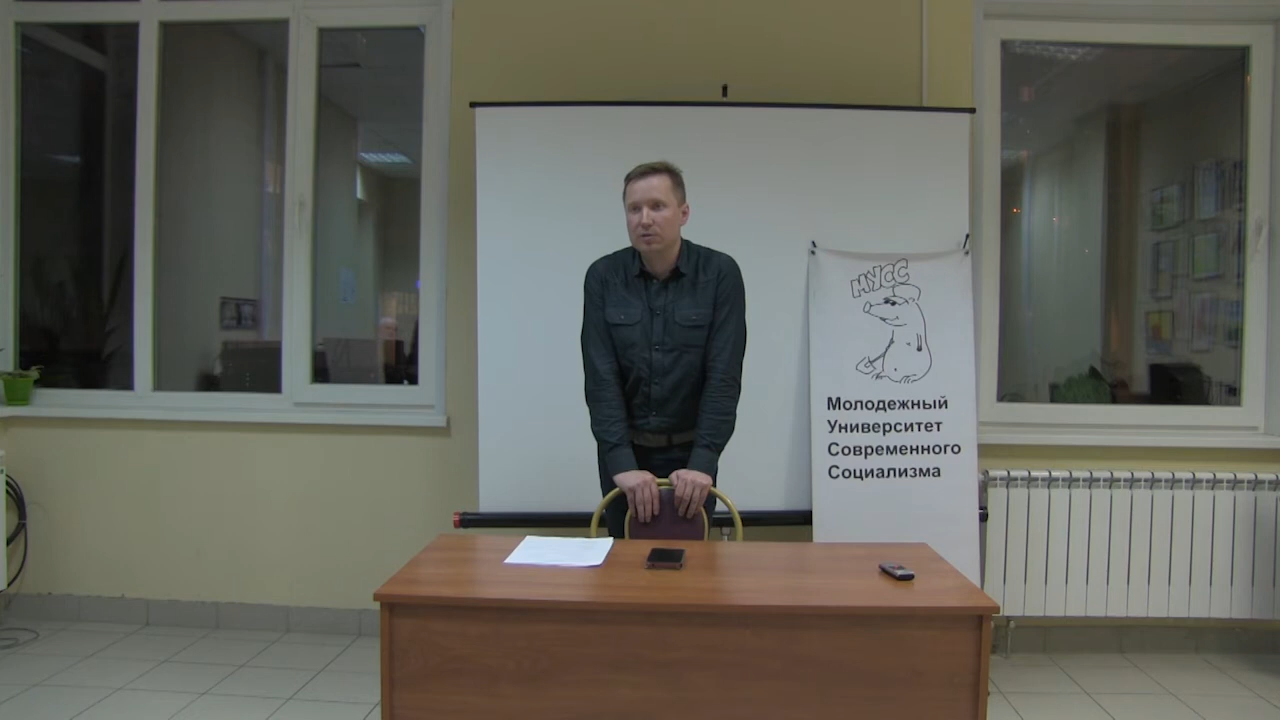 МУСС
Молодежный
Университет
Современного
Социализма